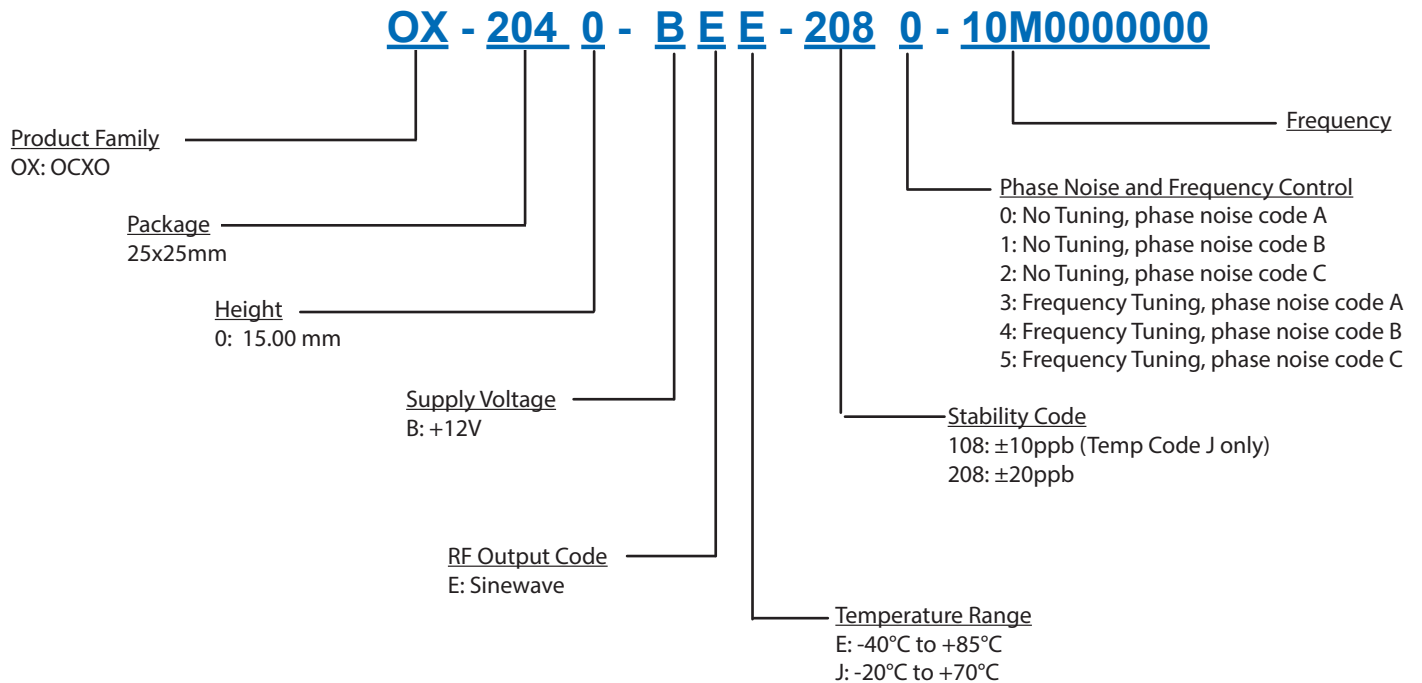 OX - 204 0 - B E E - 208 0 - 10M0000000
Product Family
OX: OCXO
Package
25x25mm
Height
0: 15.00 mm
Supply Voltage
B: +12V
RF Output Code
E: Sinewave
Temperature Range
E: -40°C to +85°C
J: -20°C to +70°C
Stability Code
108: ±10ppb (Temp Code J only)
208: ±20ppb
Phase Noise and Frequency Control
0: No Tuning, phase noise code A
1: No Tuning, phase noise code B
2: No Tuning, phase noise code C
3: Frequency Tuning, phase noise code A
4: Frequency Tuning, phase noise code B
5: Frequency Tuning, phase noise code C
Frequency